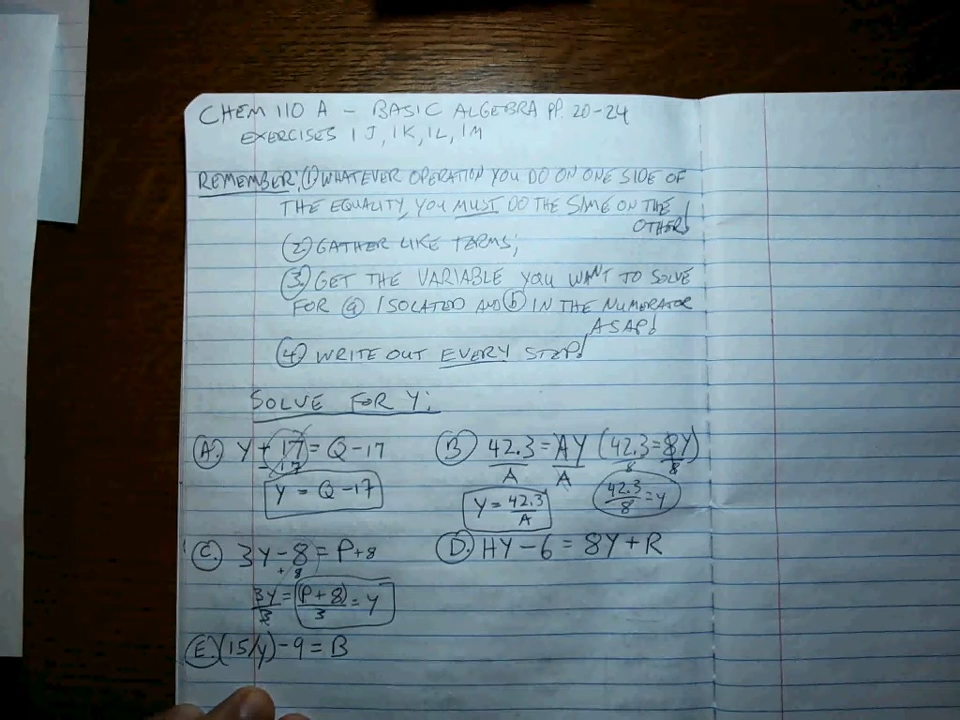 CHEM 110 A - BASIC ALGEBRA PP. 20-24
EXERCISES 1J, 1K, 1L, 1M
REMEMBER: (1) WHATEVER OPERATION YOU DO ON ONE SIDE OF
THE EQUALITY, YOU MUST DO THE SAME ON THE
OTHER!
(2) GATHER LIKE TERMS;
(3.) GET THE VARIABLE YOU WANT TO SOLVE
FOR (a) ISOLATED AND (b) IN THE NUMERATOR
ASAP!
(4) WRITE OUT EVERY STEP!
SOLVE FOR Y:
(A.) Y + 17 = Q - 17
- 17
Y = Q - 17
(B) 42.3 = AY (42.3 = 8Y)
A A 8 8
Y = 42.3/A
42.3/8 = Y
(C.) 3Y - 8 = P + 8
+ 8
3Y/3 = (P + 8)/3 = Y
(D.) HY - 6 = 8Y + R
(E.) (15/Y) - 9 = B